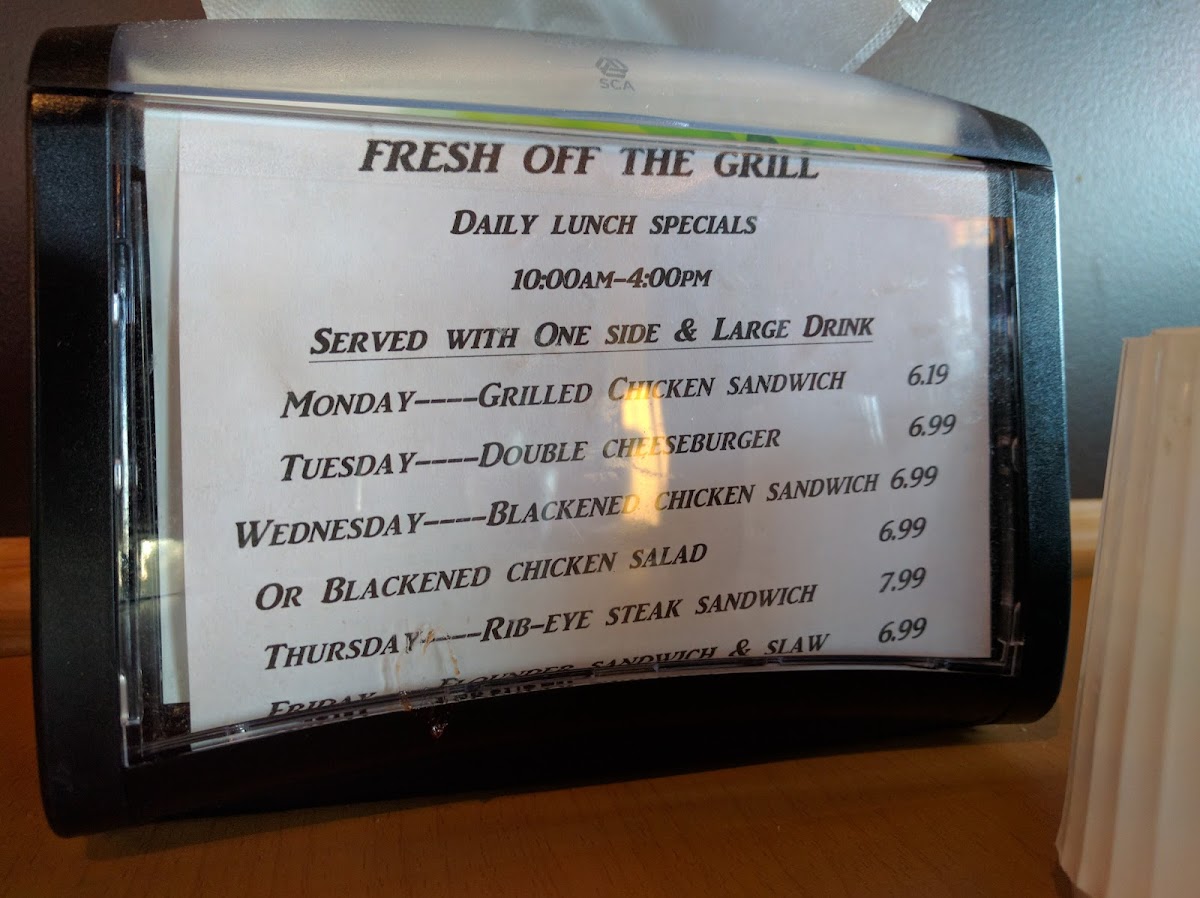 SCA
FRESH OFF THE GRILL
DAILY LUNCH SPECIALS
10:00AM-4:00PM
SERVED WITH ONE SIDE & LARGE DRINK
MONDAY----GRILLED CHICKEN SANDWICH 6.19
TUESDAY----DOUBLE CHEESEBURGER 6.99
WEDNESDAY----BLACKENED CHICKEN SANDWICH 6.99
OR BLACKENED CHICKEN SALAD 6.99
THURSDAY----RIB-EYE STEAK SANDWICH 7.99
FRIDAY----FLOUNDER SANDWICH & SLAW 6.99